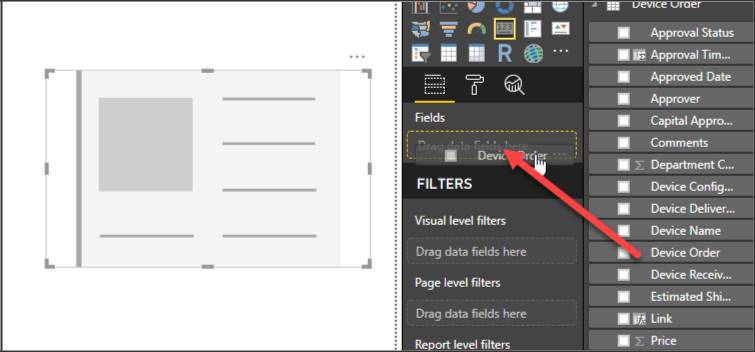 Device Order
R
Fields
Drag data fields here
Device Order
FILTERS
Visual level filters
Drag data fields here
Page level filters
Drag data fields here
Report level filters
Approval Status
Approval Tim...
Approved Date
Approver
Capital Appro...
Comments
Department C...
Device Config...
Device Deliver...
Device Name
Device Order
Device Receiv...
Estimated Shi...
Link
Price